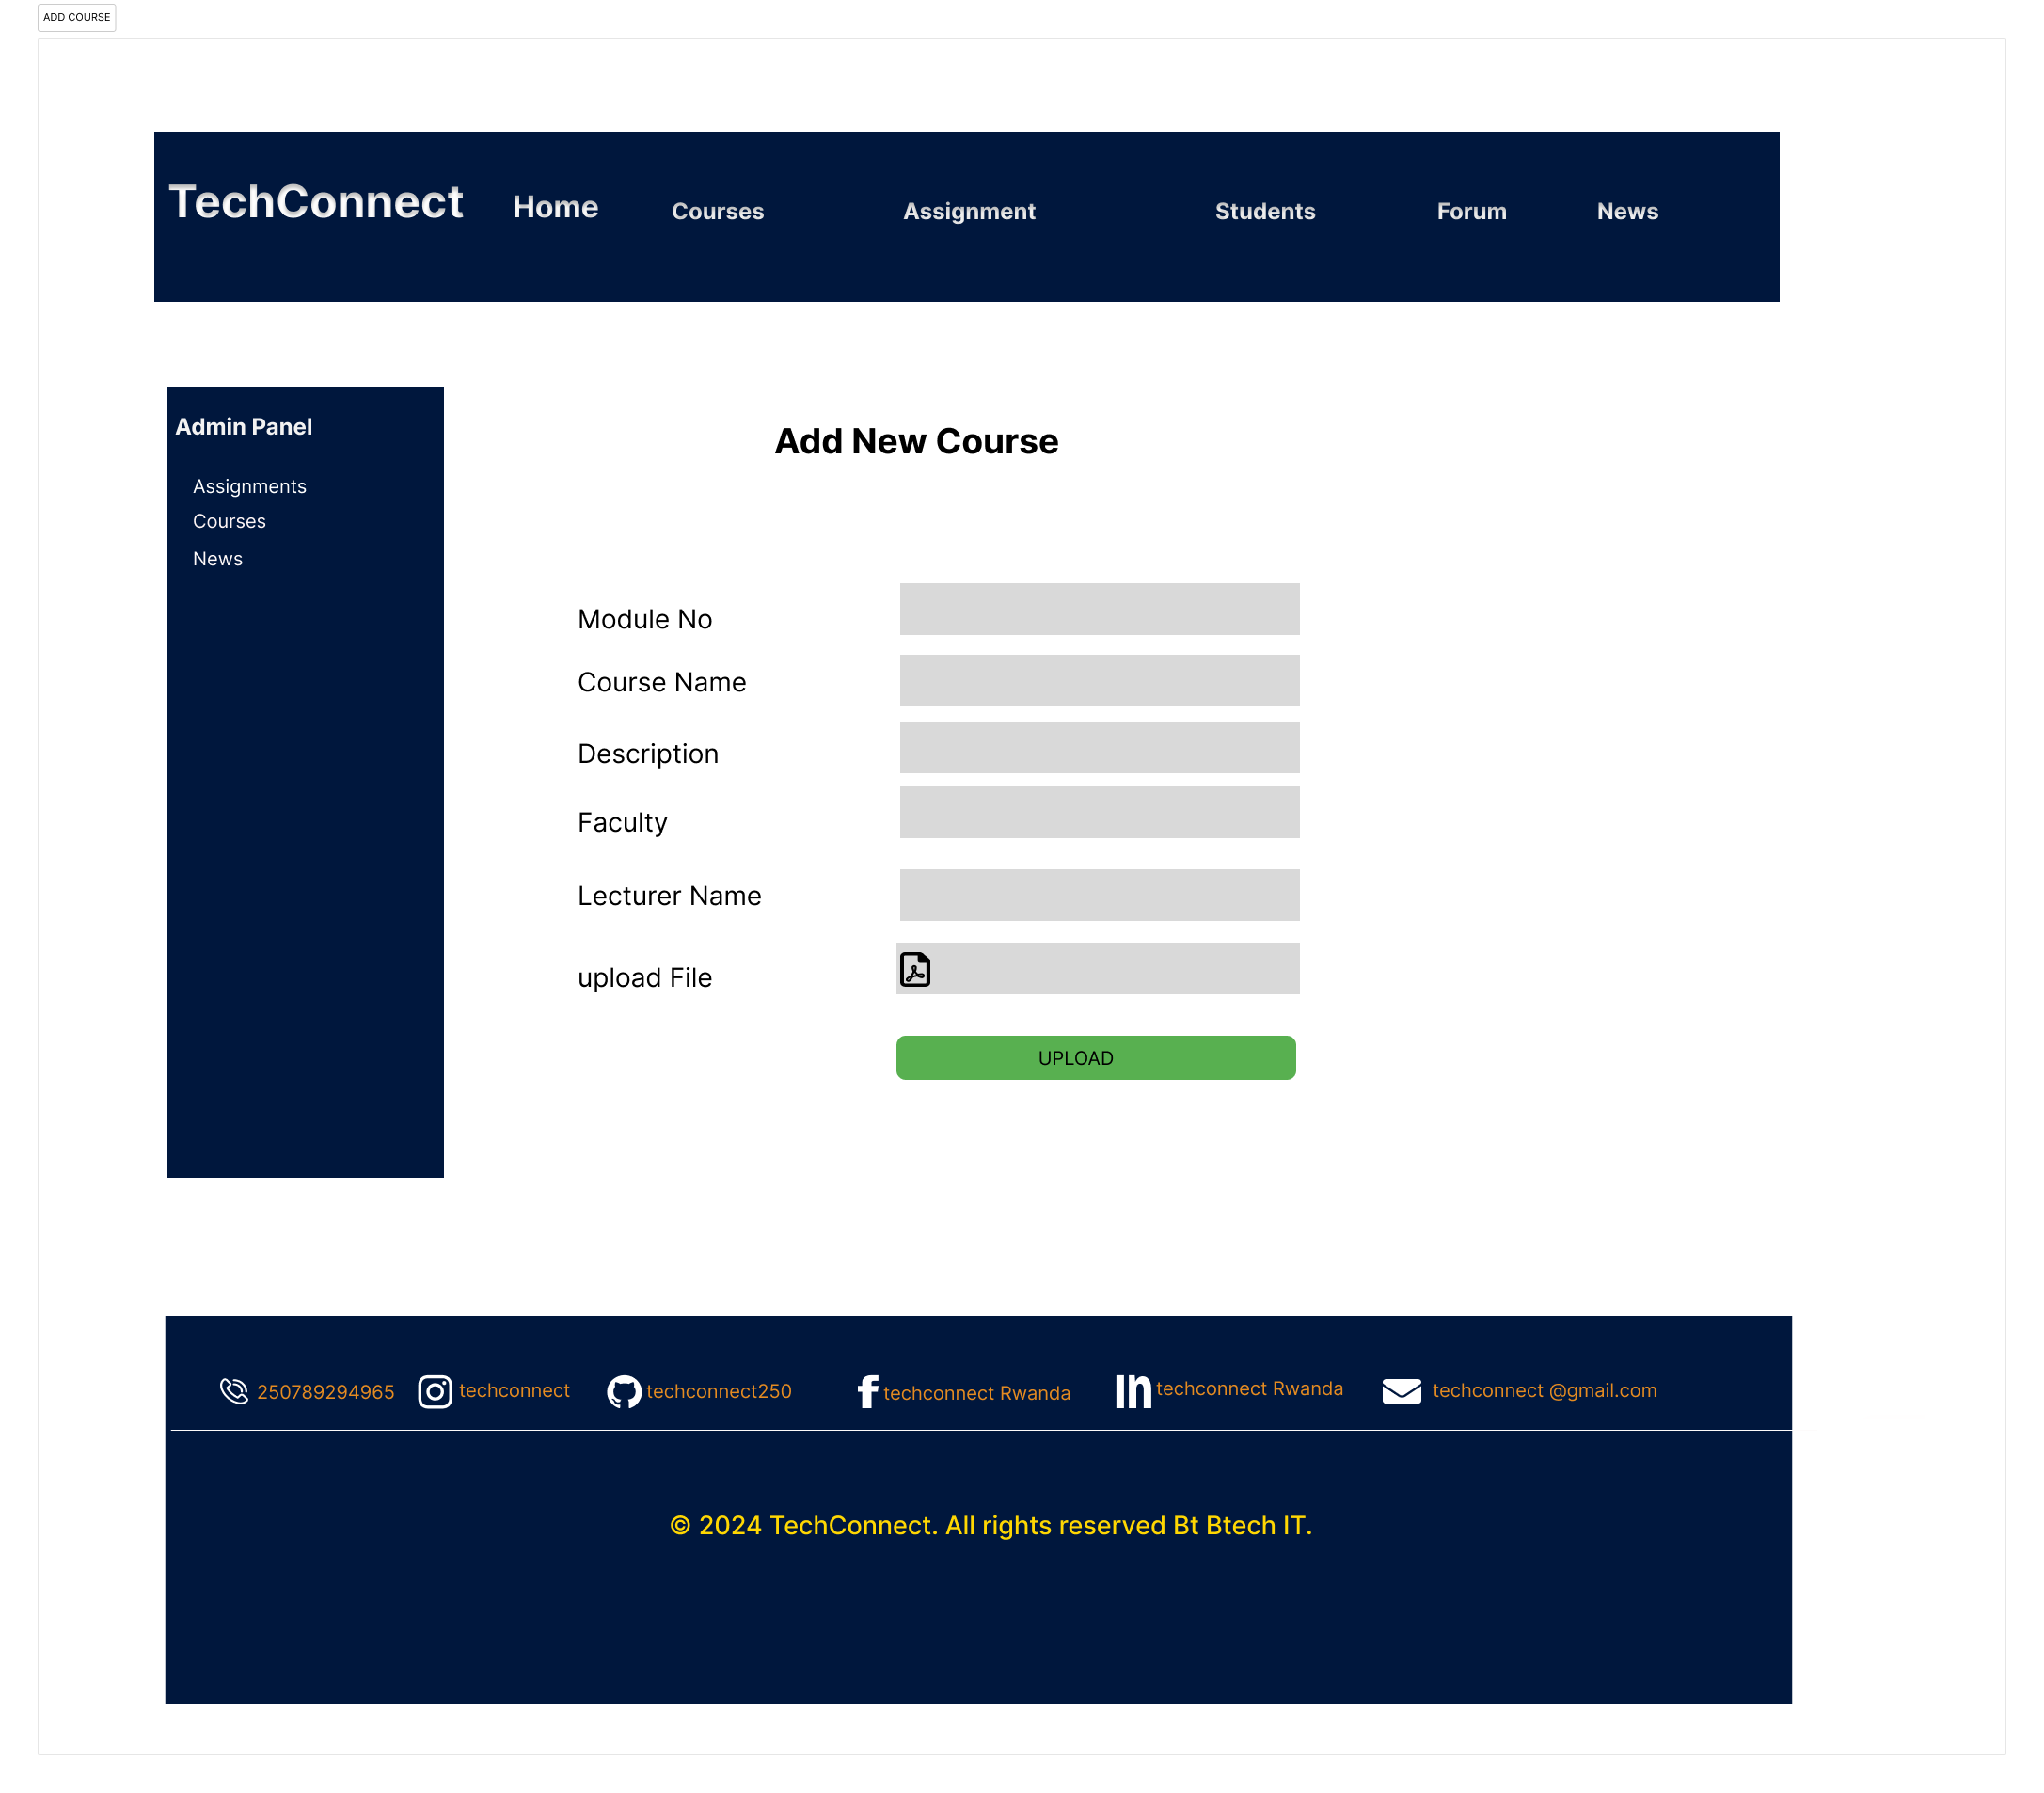 ADD COURSE
TechConnect Home Courses Assignment Students Forum News
Admin Panel
Assignments
Courses
News
Add New Course
Module No
Course Name
Description
Faculty
Lecturer Name
upload File
UPLOAD
250789294965 techconnect techconnect250 techconnect Rwanda techconnect Rwanda techconnect @gmail.com
© 2024 TechConnect. All rights reserved Bt Btech IT.